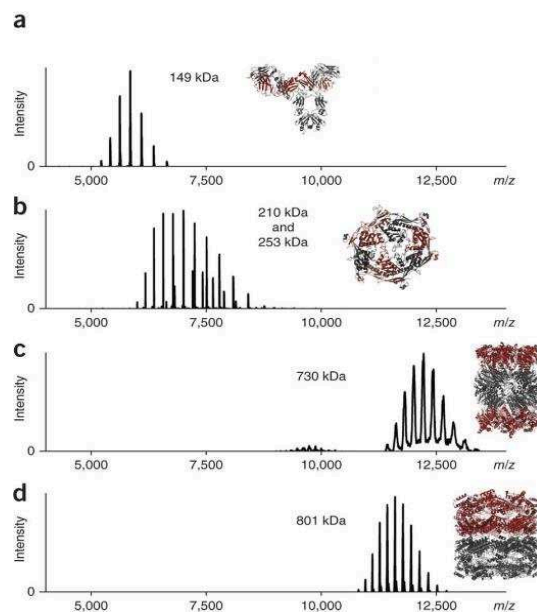 a
149 kDa
Intensity
0
5,000 7,500 10,000 12,500 m/z
b
210 kDa
and
253 kDa
Intensity
0
5,000 7,500 10,000 12,500 m/z
c
730 kDa
Intensity
0
5,000 7,500 10,000 12,500 m/z
d
801 kDa
Intensity
0
5,000 7,500 10,000 12,500 m/z